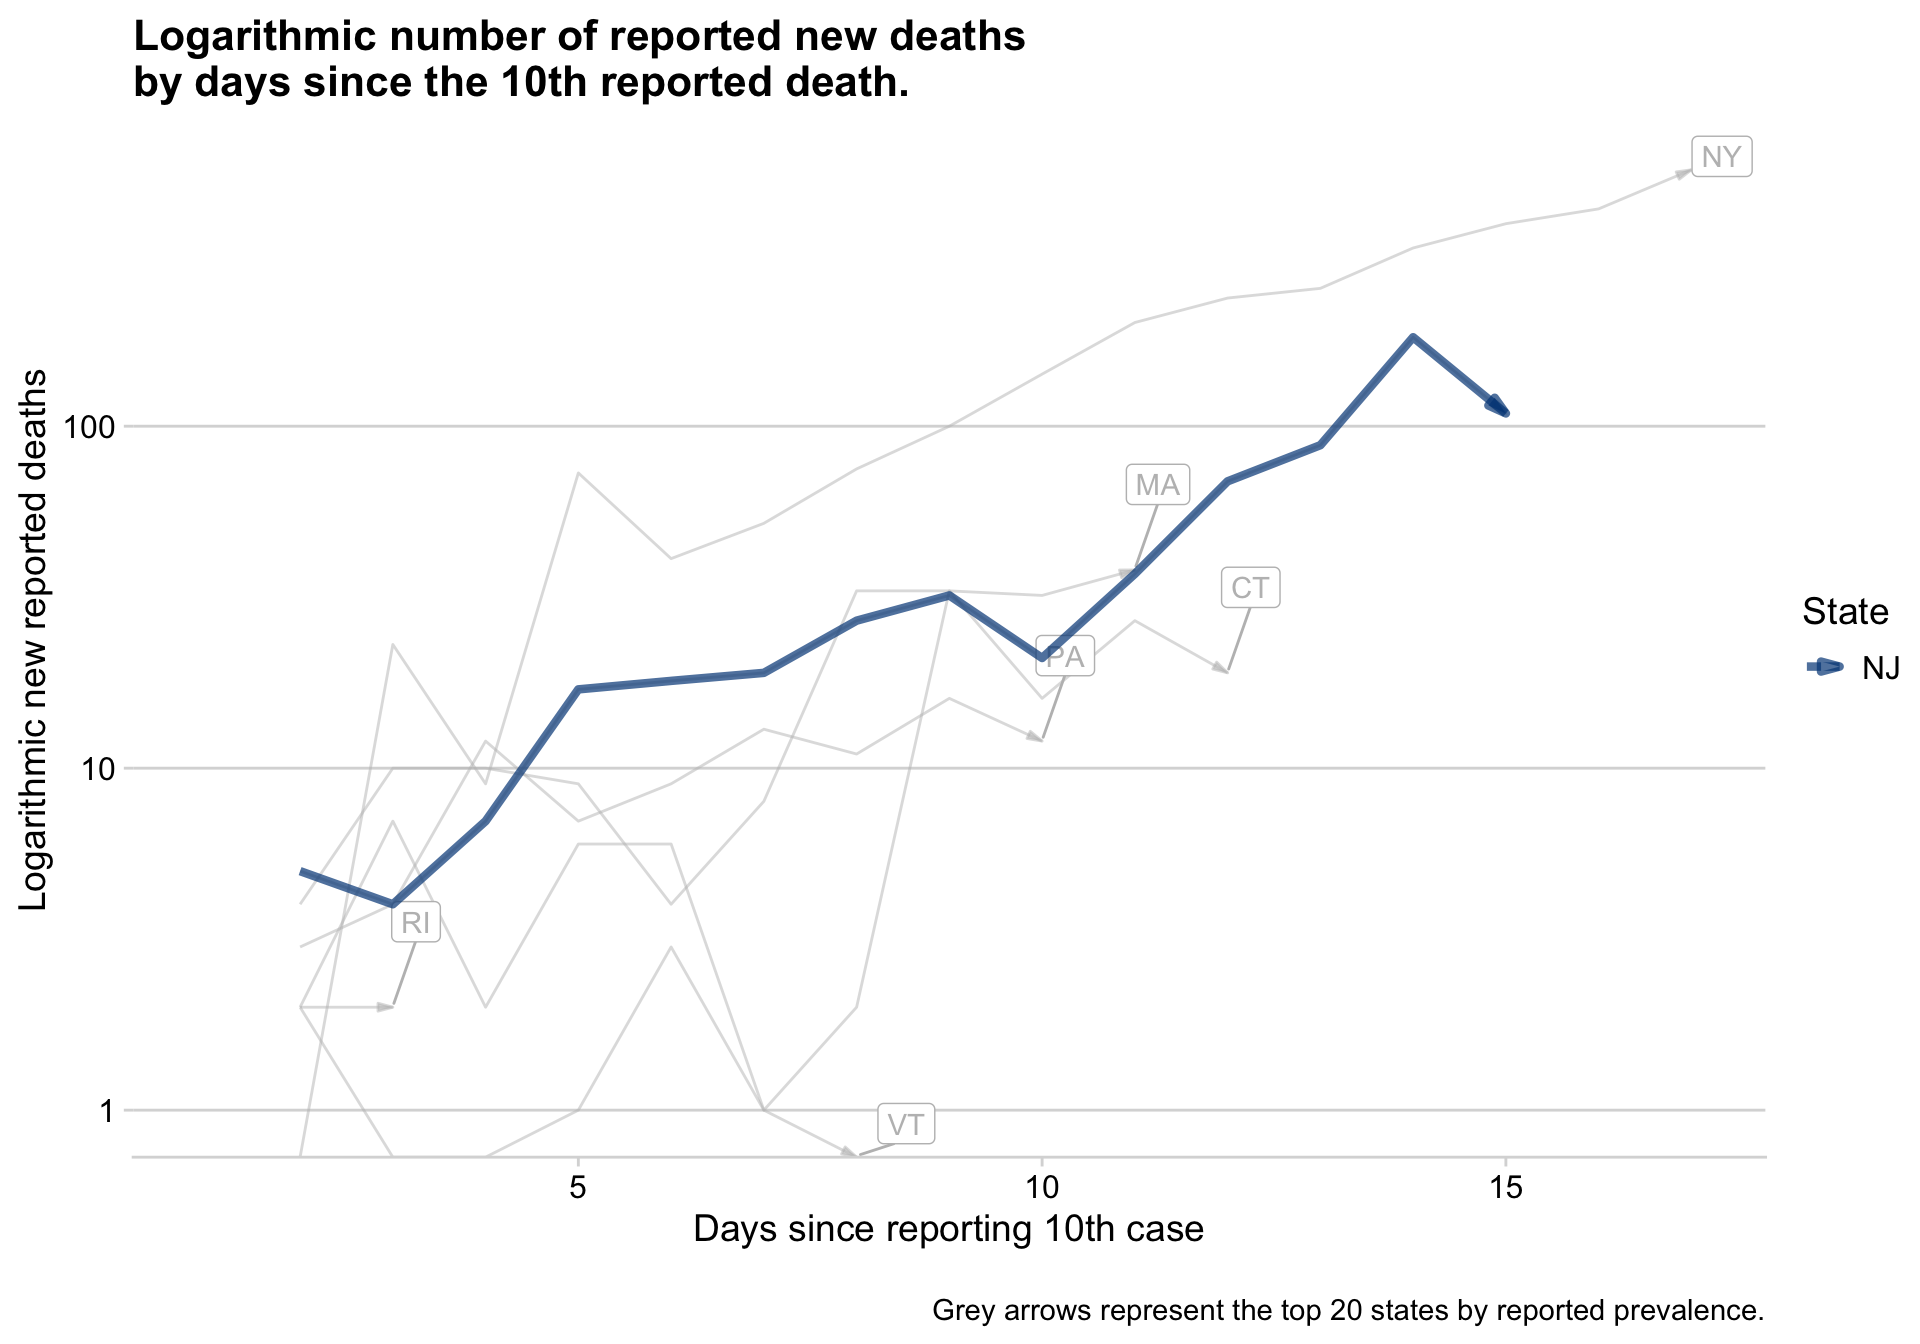 Logarithmic number of reported new deaths
by days since the 10th reported death.
NY
100
MA
CT
PA
10
RI
VT
1
5
10
15
Logarithmic new reported deaths
Days since reporting 10th case
State
NJ
Grey arrows represent the top 20 states by reported prevalence.